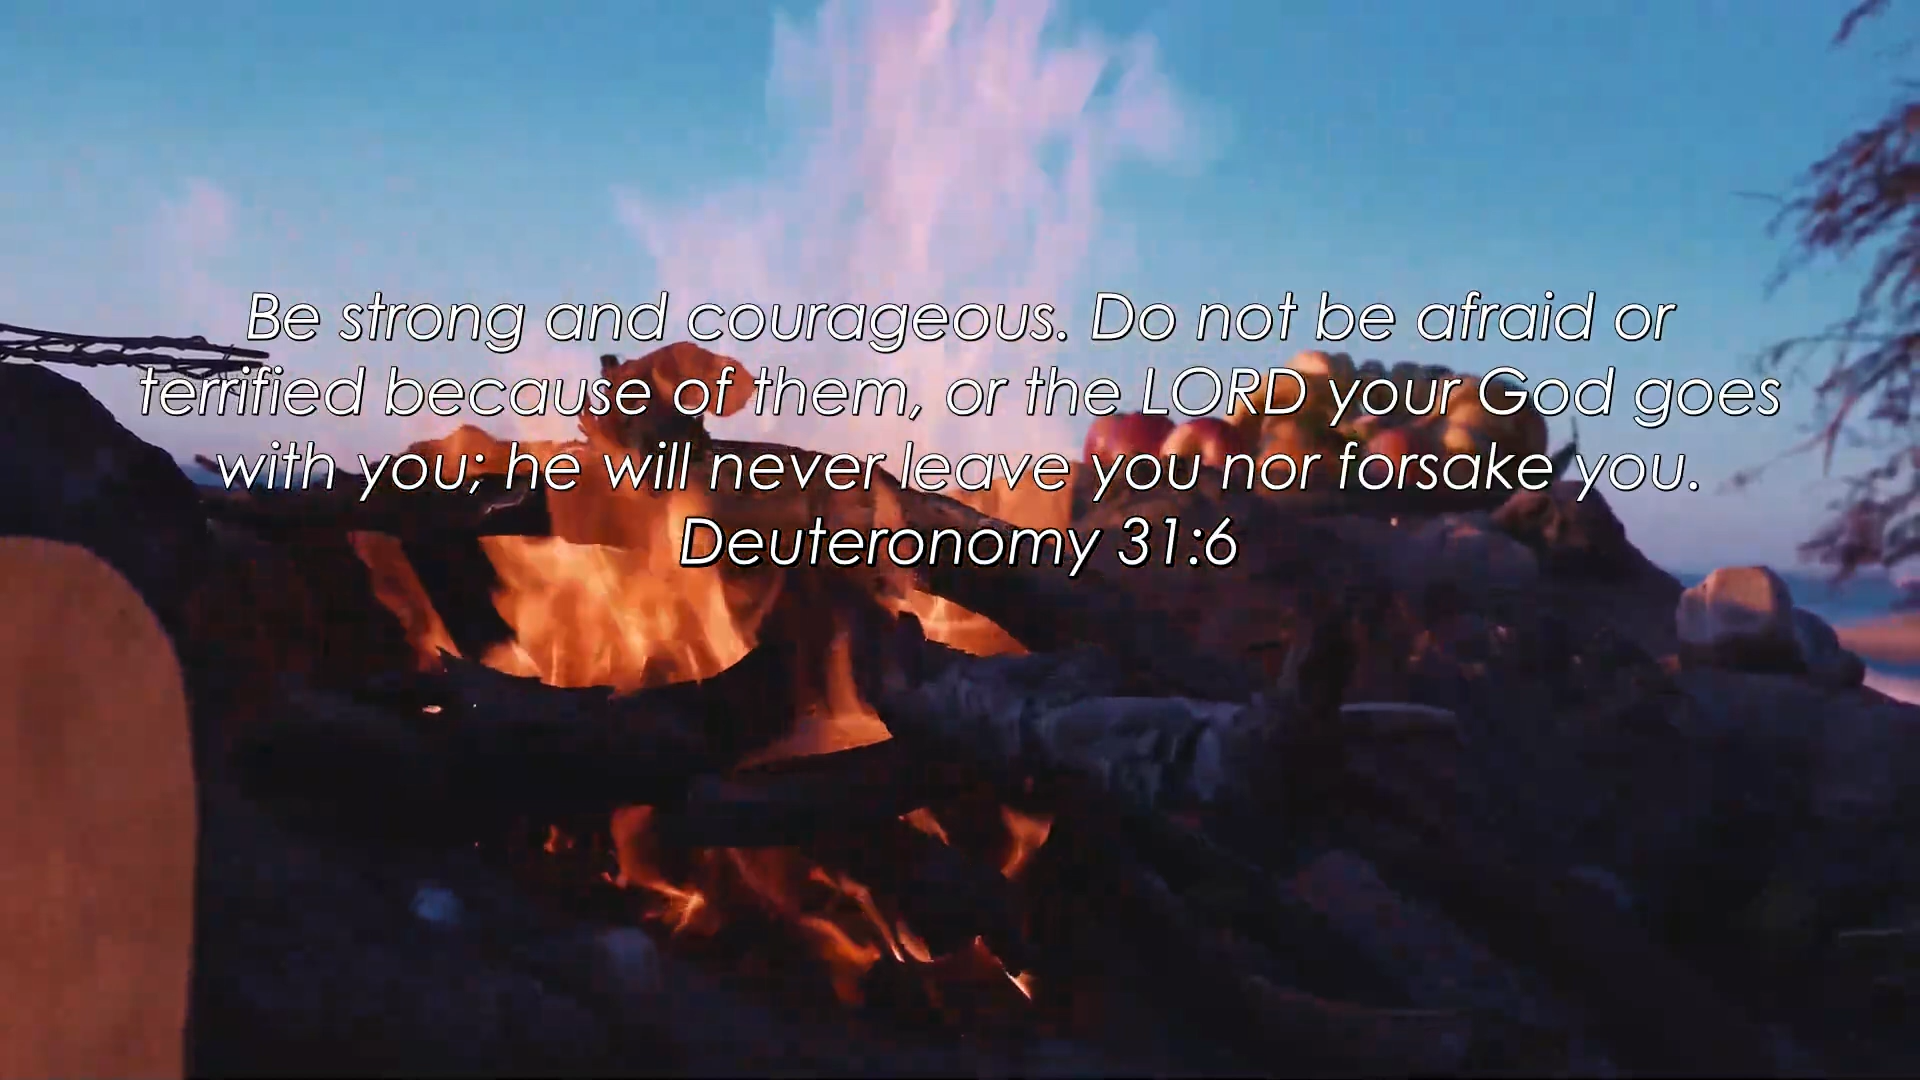 Be strong and courageous. Do not be afraid or
terrified because of them, or the LORD your God goes
with you; he will never leave you nor forsake you.
Deuteronomy 31:6